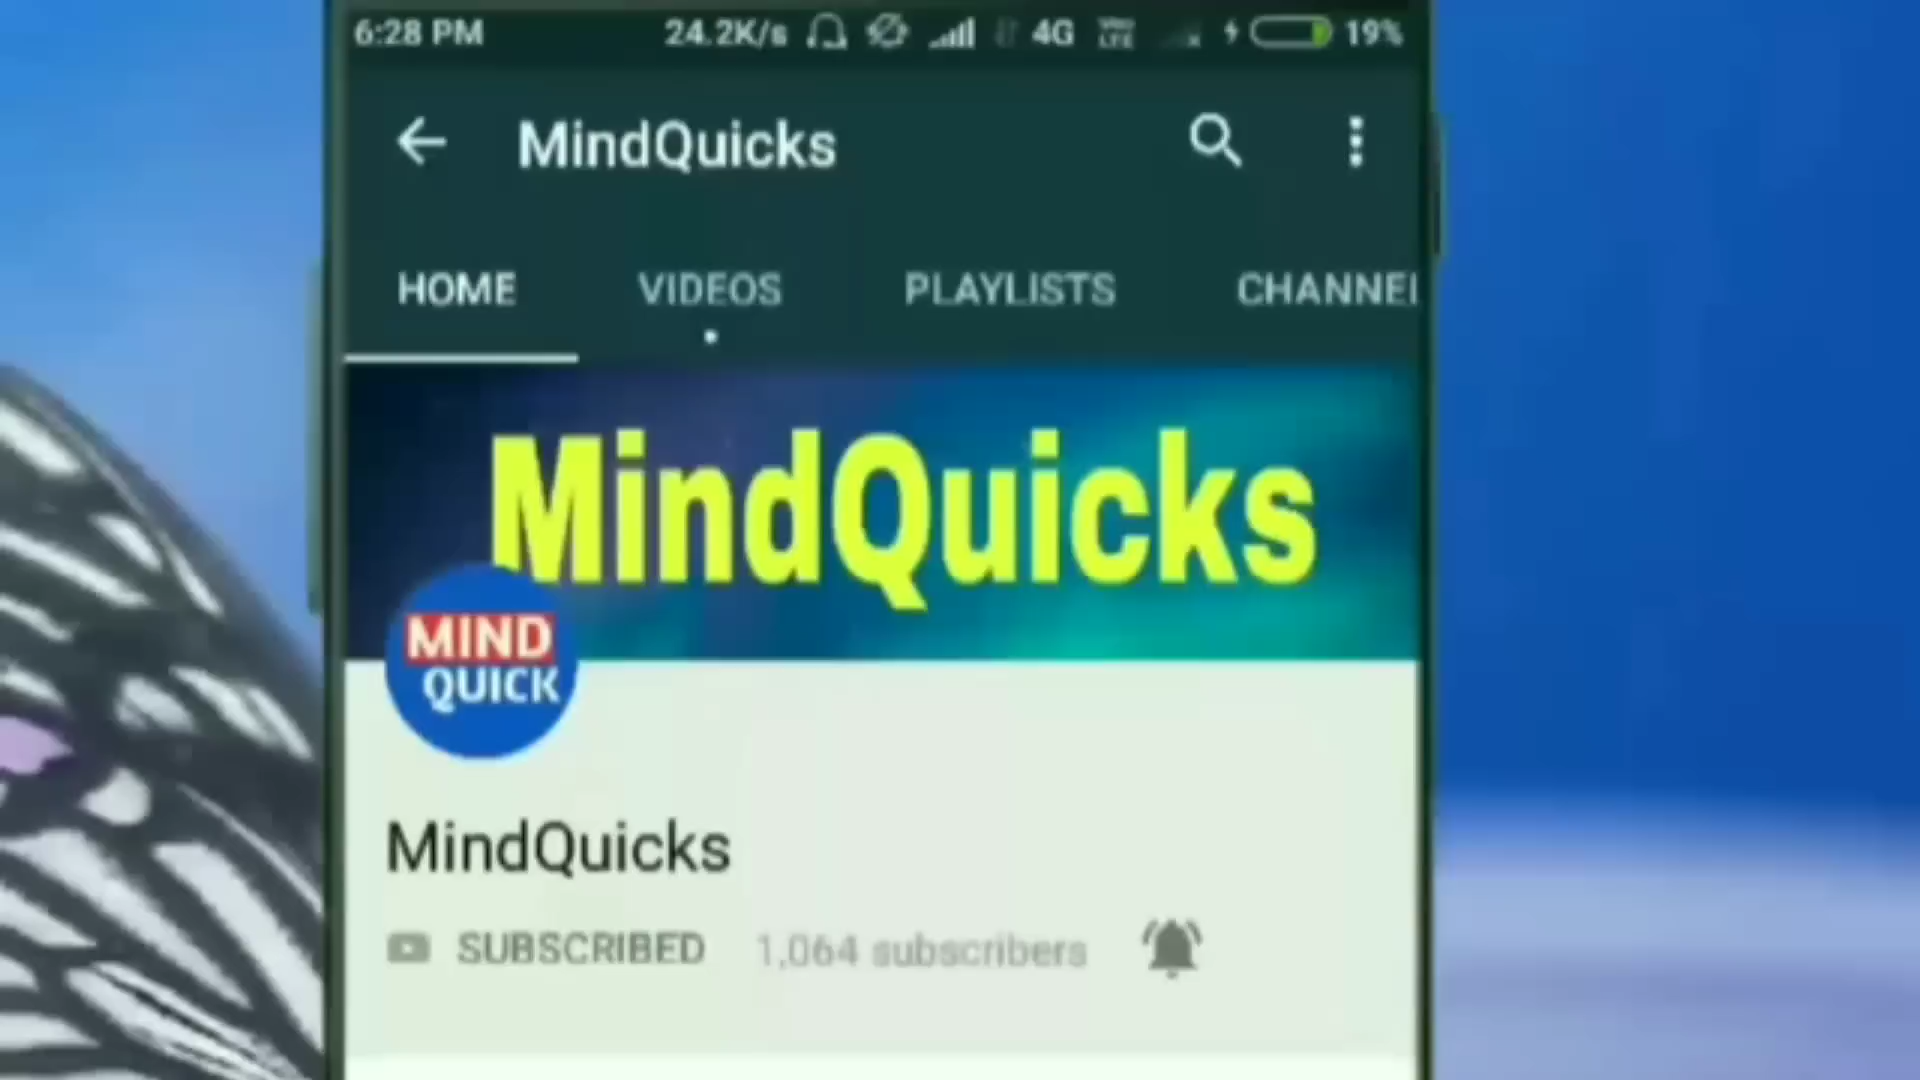 6:28 PM 24.2K/s 4G VoLTE 19%
MindQuicks
HOME VIDEOS PLAYLISTS CHANNEL
MindQuicks
MIND
QUICK
MindQuicks
SUBSCRIBED 1,064 subscribers